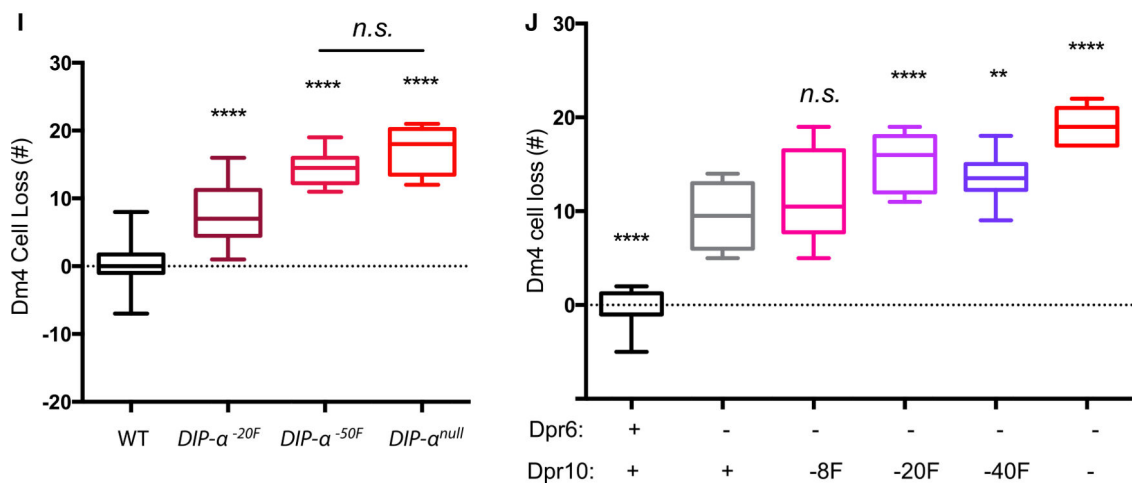 I
n.s.
****
****
****
Dm4 Cell Loss (#)
30
20
10
0
-10
-20
WT
DIP-α⁻²⁰ᶠ
DIP-α⁻⁵⁰ᶠ
DIP-αⁿᵘˡˡ
J
****
n.s.
****
**
****
Dm4 cell loss (#)
30
20
10
0
Dpr6: + - - - - -
Dpr10: + + -8F -20F -40F -